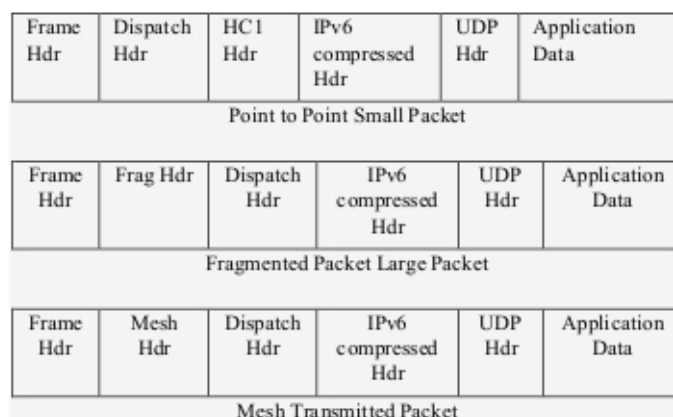 Frame Dispatch HC1 IPv6 UDP Application
Hdr Hdr Hdr compressed Hdr Data
Hdr
Point to Point Small Packet
Frame Frag Hdr Dispatch IPv6 UDP Application
Hdr Hdr compressed Hdr Data
Hdr
Fragmented Packet Large Packet
Frame Mesh Dispatch IPv6 UDP Application
Hdr Hdr Hdr compressed Hdr Data
Hdr
Mesh Transmitted Packet